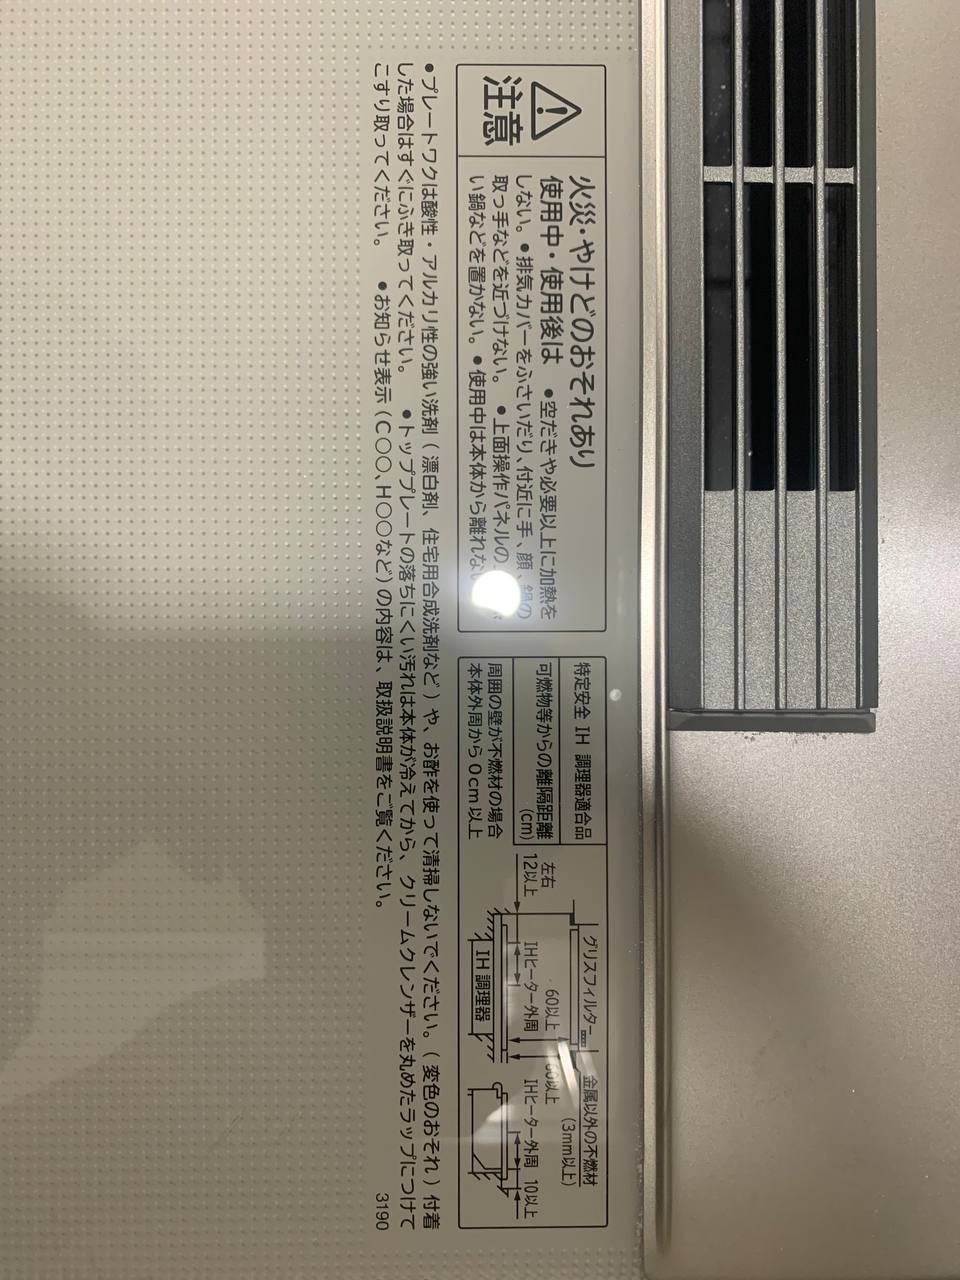 注意
火災・やけどのおそれあり
使用中・使用後は ●空だきや必要以上に加熱を
しない。●排気カバーをふさいだり、付近に手、顔、鍋の
取っ手などを近づけない。 ●上面操作パネルの
い鍋などを置かない。●使用中は本体から離れな
特定安全 IH 調理器適合品
可燃物等からの離隔距離
(cm)
周囲の壁が不燃材の場合
本体外周から0cm以上
グリスフィルター
金属以外の不燃材
(3mm以上)
左右
12以上
60以上
60以上
IHヒーター外周
IHヒーター外周
10以上
IH 調理器
●プレートワクは酸性・アルカリ性の強い洗剤(漂白剤、住宅用合成洗剤など)や、お酢を使って清掃しないでください。(変色のおそれ)付着
した場合はすぐにふき取ってください。 ●トッププレートの落ちにくい汚れは本体が冷えてから、クリームクレンザーを丸めたラップにつけて
こすり取ってください。 ●お知らせ表示(C〇〇、H〇〇など)の内容は、取扱説明書をご覧ください。
3190